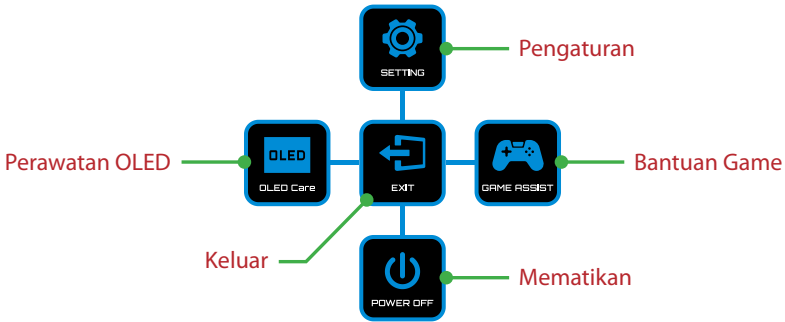 SETTING
Pengaturan
Perawatan OLED
OLED
OLED Care
EXIT
GAME ASSIST
Bantuan Game
Keluar
POWER OFF
Mematikan